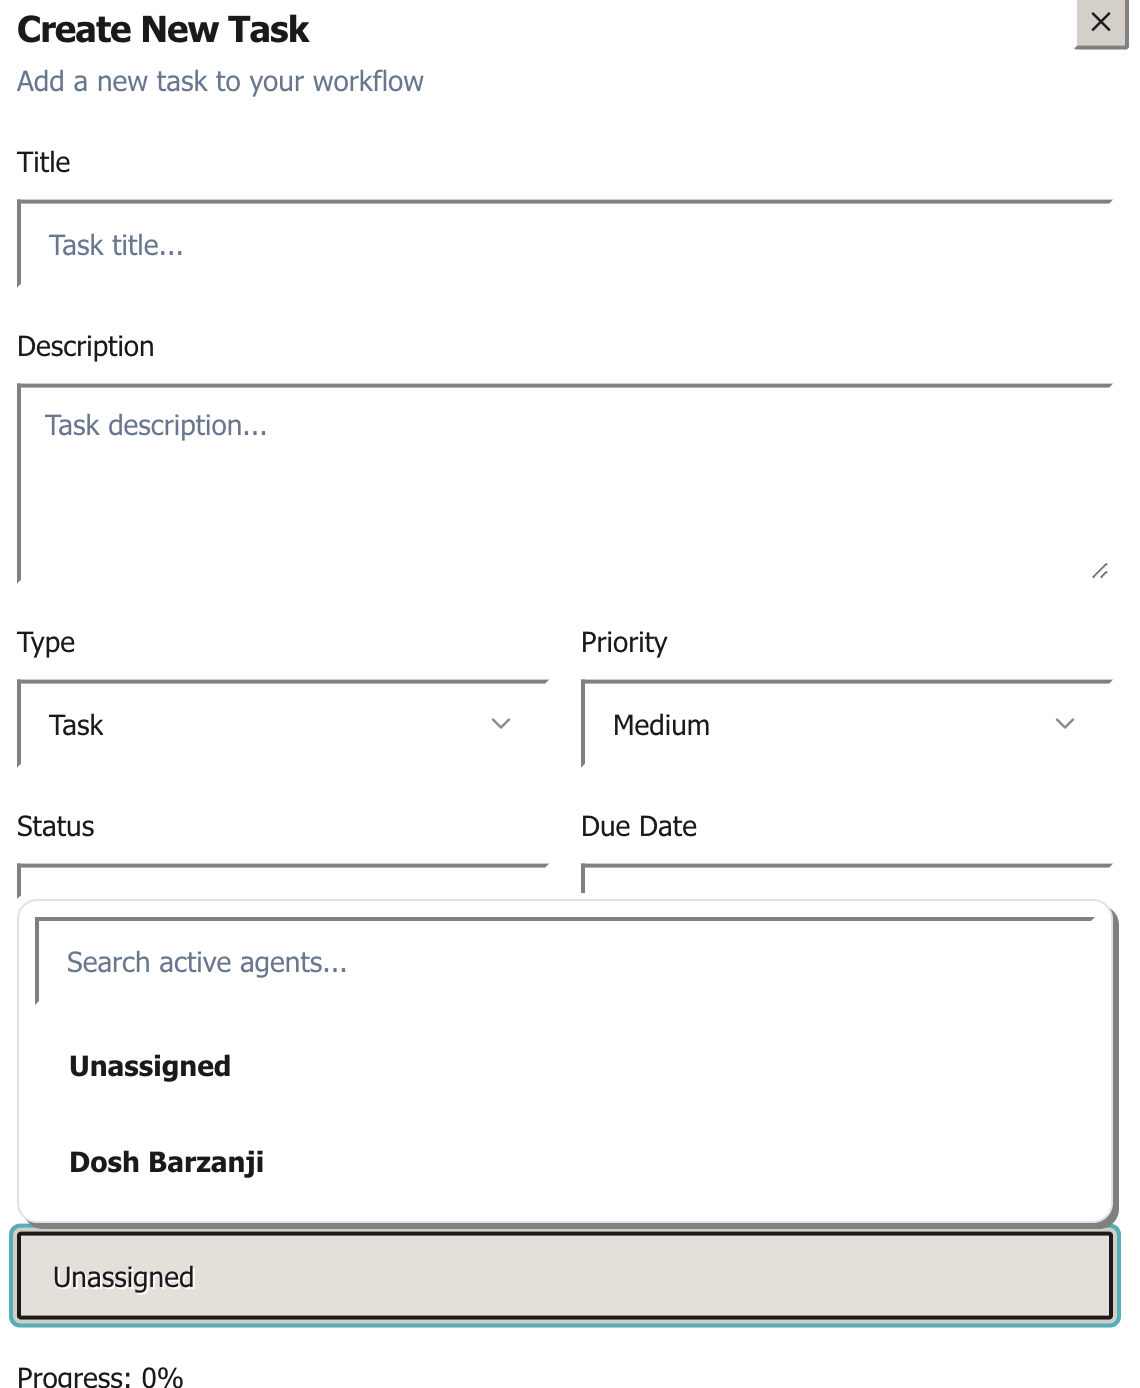 Create New Task
Add a new task to your workflow
Title
Task title...
Description
Task description...
Type
Priority
Task
Medium
Status
Due Date
Search active agents...
Unassigned
Dosh Barzanji
Unassigned
Progress: 0%